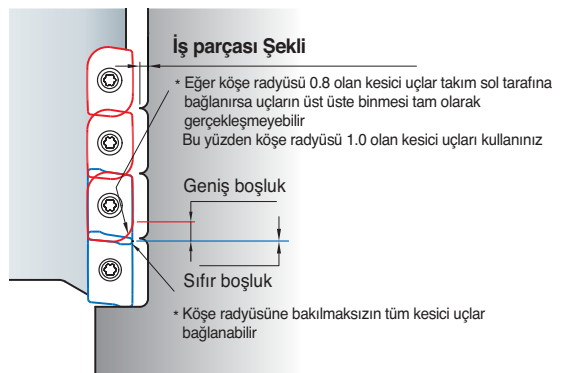 İş parçası Şekli
* Eğer köşe radyüsü 0.8 olan kesici uçlar takım sol tarafına
bağlanırsa uçların üst üste binmesi tam olarak
gerçekleşmeyebilir
Bu yüzden köşe radyüsü 1.0 olan kesici uçları kullanınız
Geniş boşluk
Sıfır boşluk
* Köşe radyüsüne bakılmaksızın tüm kesici uçlar
bağlanabilir